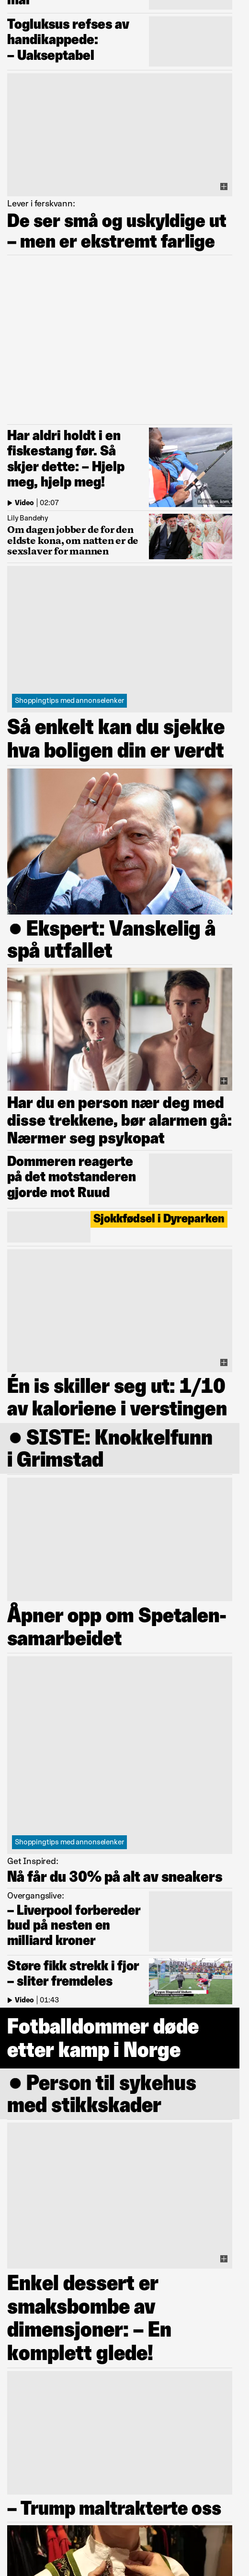 Togluksus refses av
handikappede:
– Uakseptabel
Lever i ferskvann:
De ser små og uskyldige ut
– men er ekstremt farlige
Har aldri holdt i en
fiskestang før. Så
skjer dette: – Hjelp
meg, hjelp meg!
Video | 02:07
Lily Bandehy
Om dagen jobber de for den
eldste kona, om natten er de
sexslaver for mannen
Shoppingtips med annonselenker
Så enkelt kan du sjekke
hva boligen din er verdt
● Ekspert: Vanskelig å
spå utfallet
Har du en person nær deg med
disse trekkene, bør alarmen gå:
Nærmer seg psykopat
Dommeren reagerte
på det motstanderen
gjorde mot Ruud
Sjokkfødsel i Dyreparken
Én is skiller seg ut: 1/10
av kaloriene i verstingen
● SISTE: Knokkelfunn
i Grimstad
Åpner opp om Spetalen-
samarbeidet
Shoppingtips med annonselenker
Get Inspired:
Nå får du 30% på alt av sneakers
Overgangslive:
– Liverpool forbereder
bud på nesten en
milliard kroner
Støre fikk strekk i fjor
– sliter fremdeles
Video | 01:43
Fotballdommer døde
etter kamp i Norge
● Person til sykehus
med stikkskader
Enkel dessert er
smaksbombe av
dimensjoner: – En
komplett glede!
– Trump maltrakterte oss